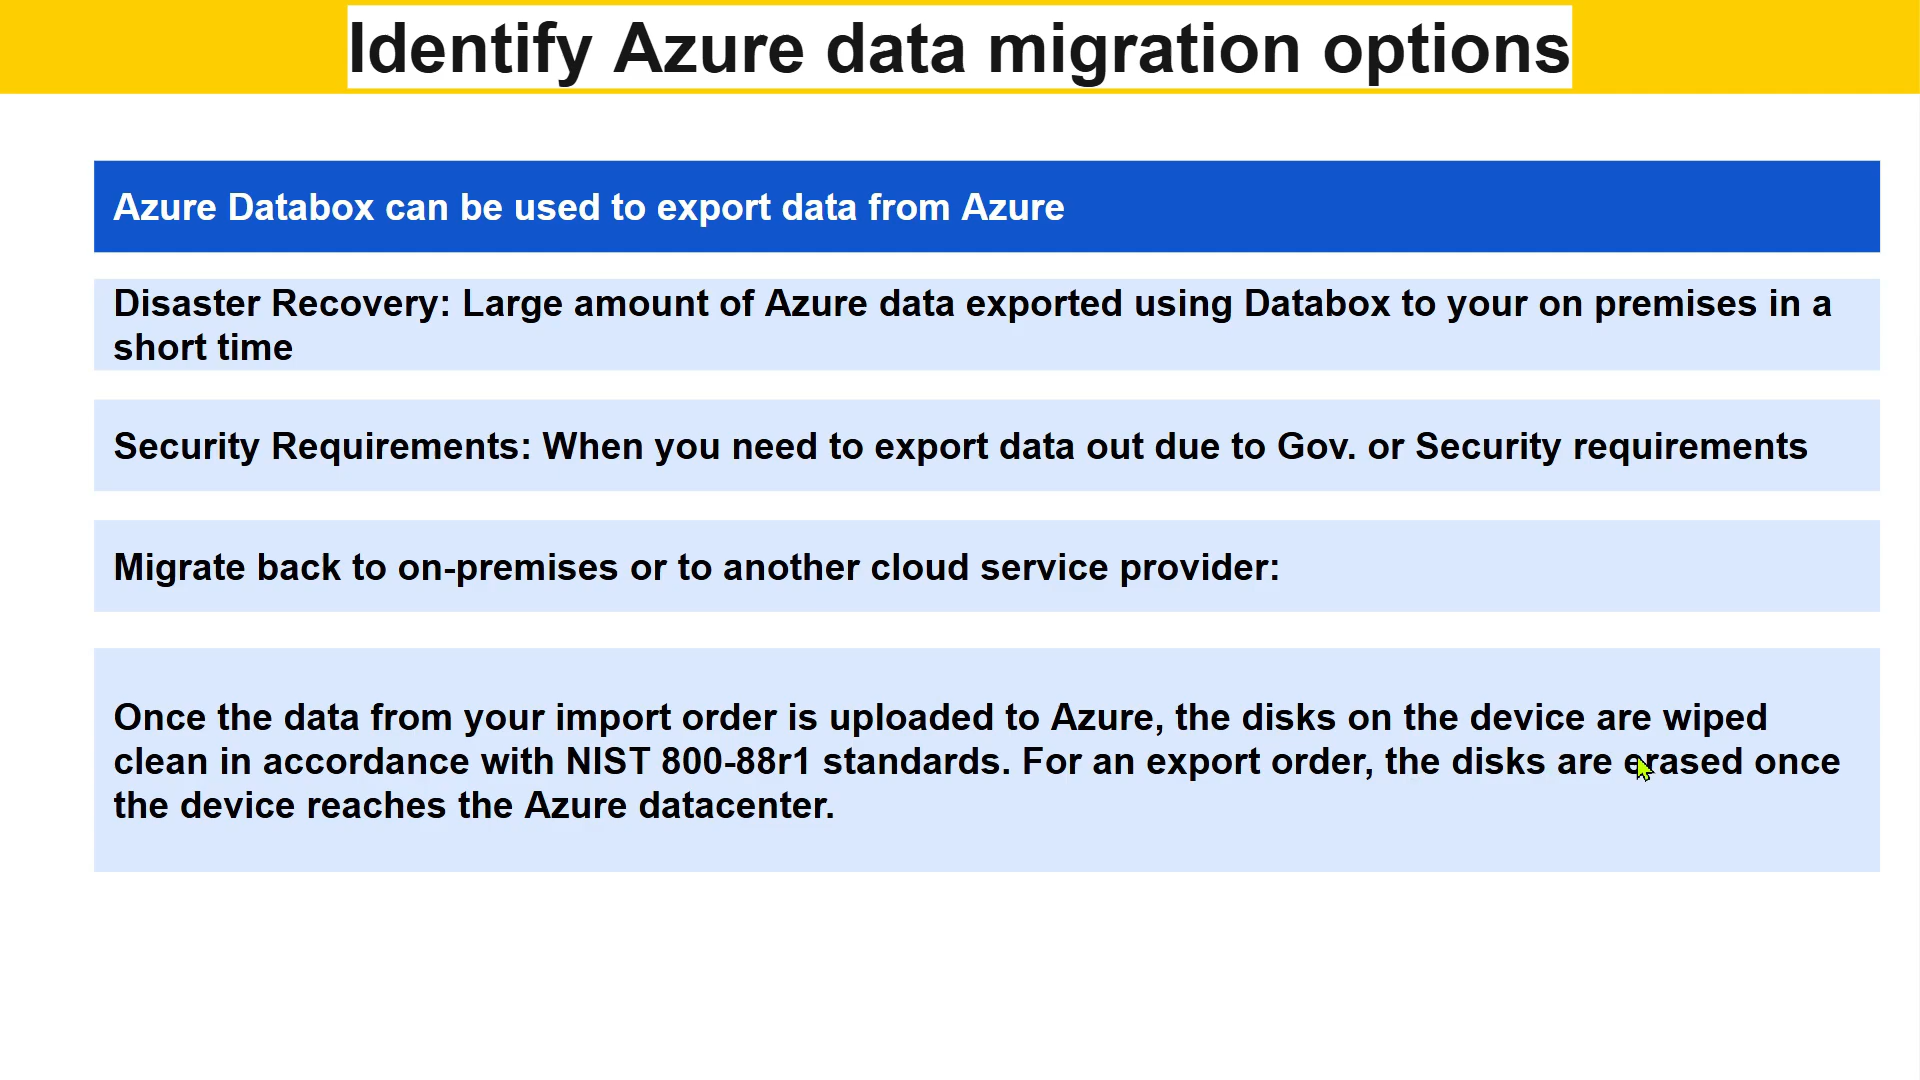 Identify Azure data migration options
Azure Databox can be used to export data from Azure
Disaster Recovery: Large amount of Azure data exported using Databox to your on premises in a
short time
Security Requirements: When you need to export data out due to Gov. or Security requirements
Migrate back to on-premises or to another cloud service provider:
Once the data from your import order is uploaded to Azure, the disks on the device are wiped
clean in accordance with NIST 800-88r1 standards. For an export order, the disks are erased once
the device reaches the Azure datacenter.